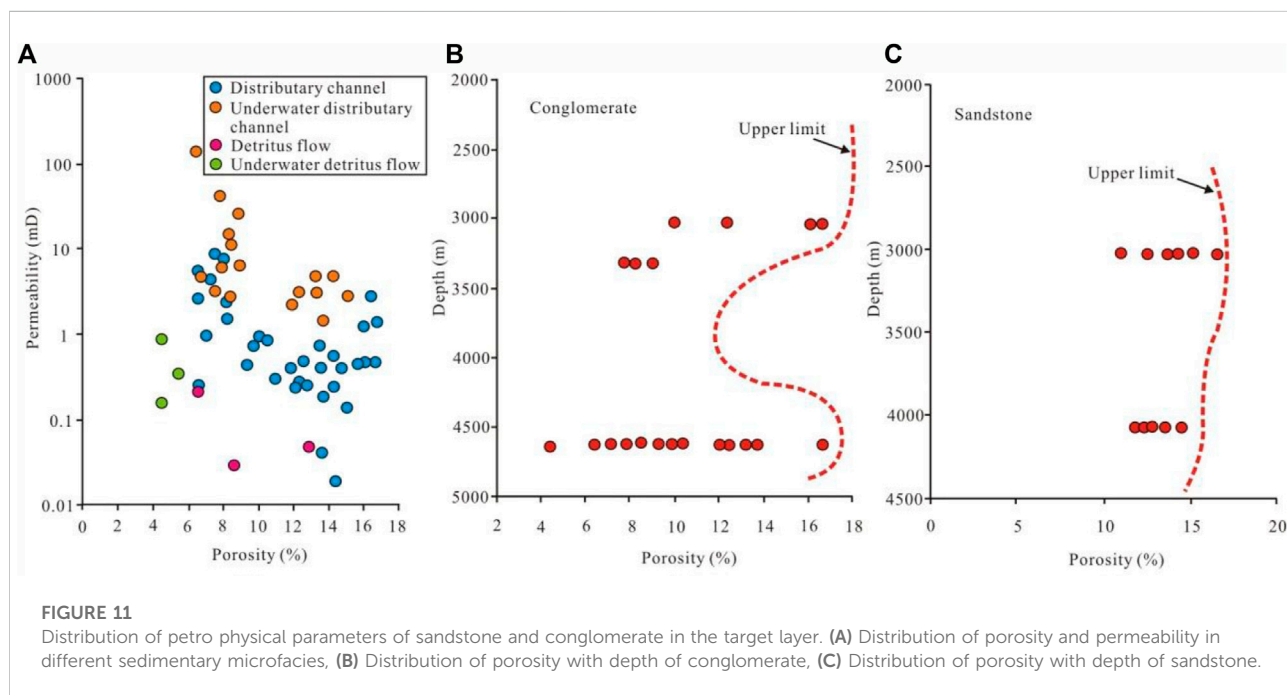 A
1000
100
10
1
0.1
0.01
Permeability (mD)
Distributary channel
Underwater distributary
channel
Detritus flow
Underwater detritus flow
0 2 4 6 8 10 12 14 16 18
Porosity (%)
B
2000
2500
3000
3500
4000
4500
5000
Depth (m)
Conglomerate
Upper limit
2 4 6 8 10 12 14 16 18
Porosity (%)
C
2000
2500
3000
3500
4000
4500
Depth (m)
Sandstone
Upper limit
0 5 10 15 20
Porosity (%)
FIGURE 11
Distribution of petro physical parameters of sandstone and conglomerate in the target layer. (A) Distribution of porosity and permeability in
different sedimentary microfacies, (B) Distribution of porosity with depth of conglomerate, (C) Distribution of porosity with depth of sandstone.